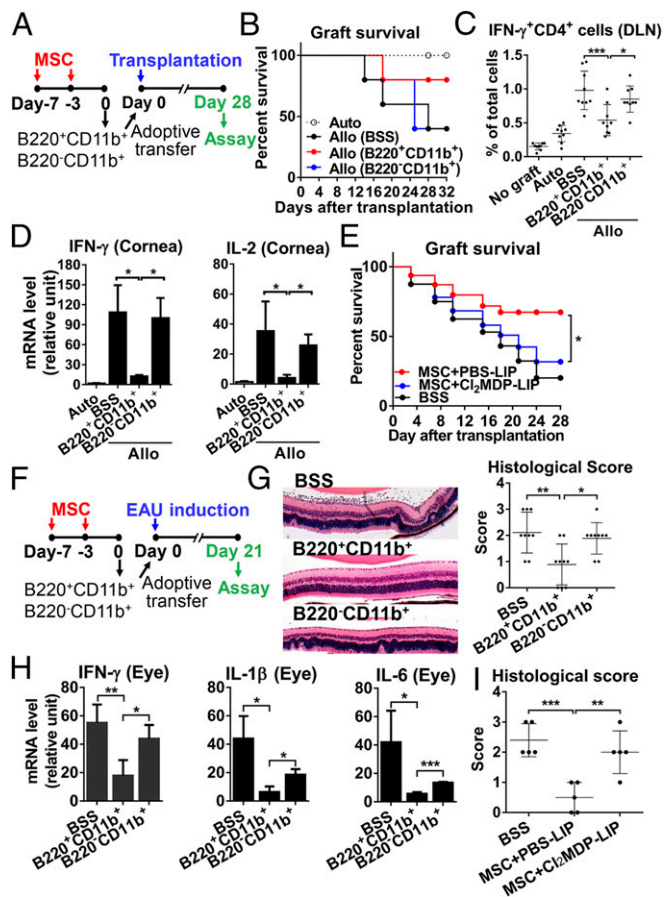 A
MSC
Transplantation
Day-7 -3 0 Day 0 Day 28
B220+CD11b+
B220-CD11b+
Adoptive
transfer
Assay
B
Graft survival
Percent survival
100
50
0
Auto
Allo (BSS)
Allo (B220+CD11b+)
Allo (B220-CD11b+)
0 4 8 12 16 20 24 28 32
Days after transplantation
C
IFN-γ+CD4+ cells (DLN)
% of total cells
*** *
2.0
1.5
1.0
0.5
0.0
No graft
Auto
BSS
B220+CD11b+
B220-CD11b+
Allo
D
IFN-γ (Cornea)
mRNA level
(relative unit)
* *
150
120
90
60
30
0
Auto
BSS
B220+CD11b+
B220-CD11b+
Allo
IL-2 (Cornea)
* *
80
60
40
20
0
Auto
BSS
B220+CD11b+
B220-CD11b+
Allo
E
Graft survival
Percent survival
100
50
0
*
MSC+PBS-LIP
MSC+Cl2MDP-LIP
BSS
0 4 8 12 16 20 24 28
Day after transplantation
F
MSC
EAU induction
Day-7 -3 0 Day 0 Day 21
B220+CD11b+
B220-CD11b+
Adoptive
transfer
Assay
G
BSS
B220+CD11b+
B220-CD11b+
Histological Score
Score
** *
4
3
2
1
0
BSS
B220+CD11b+
B220-CD11b+
H
IFN-γ (Eye)
mRNA level
(relative unit)
** *
80
60
40
20
0
BSS
B220+CD11b+
B220-CD11b+
IL-1β (Eye)
* *
80
60
40
20
0
BSS
B220+CD11b+
B220-CD11b+
IL-6 (Eye)
* ***
80
60
40
20
0
BSS
B220+CD11b+
B220-CD11b+
I
Histological score
Score
*** **
4
3
2
1
0
BSS
MSC+PBS-LIP
MSC+Cl2MDP-LIP